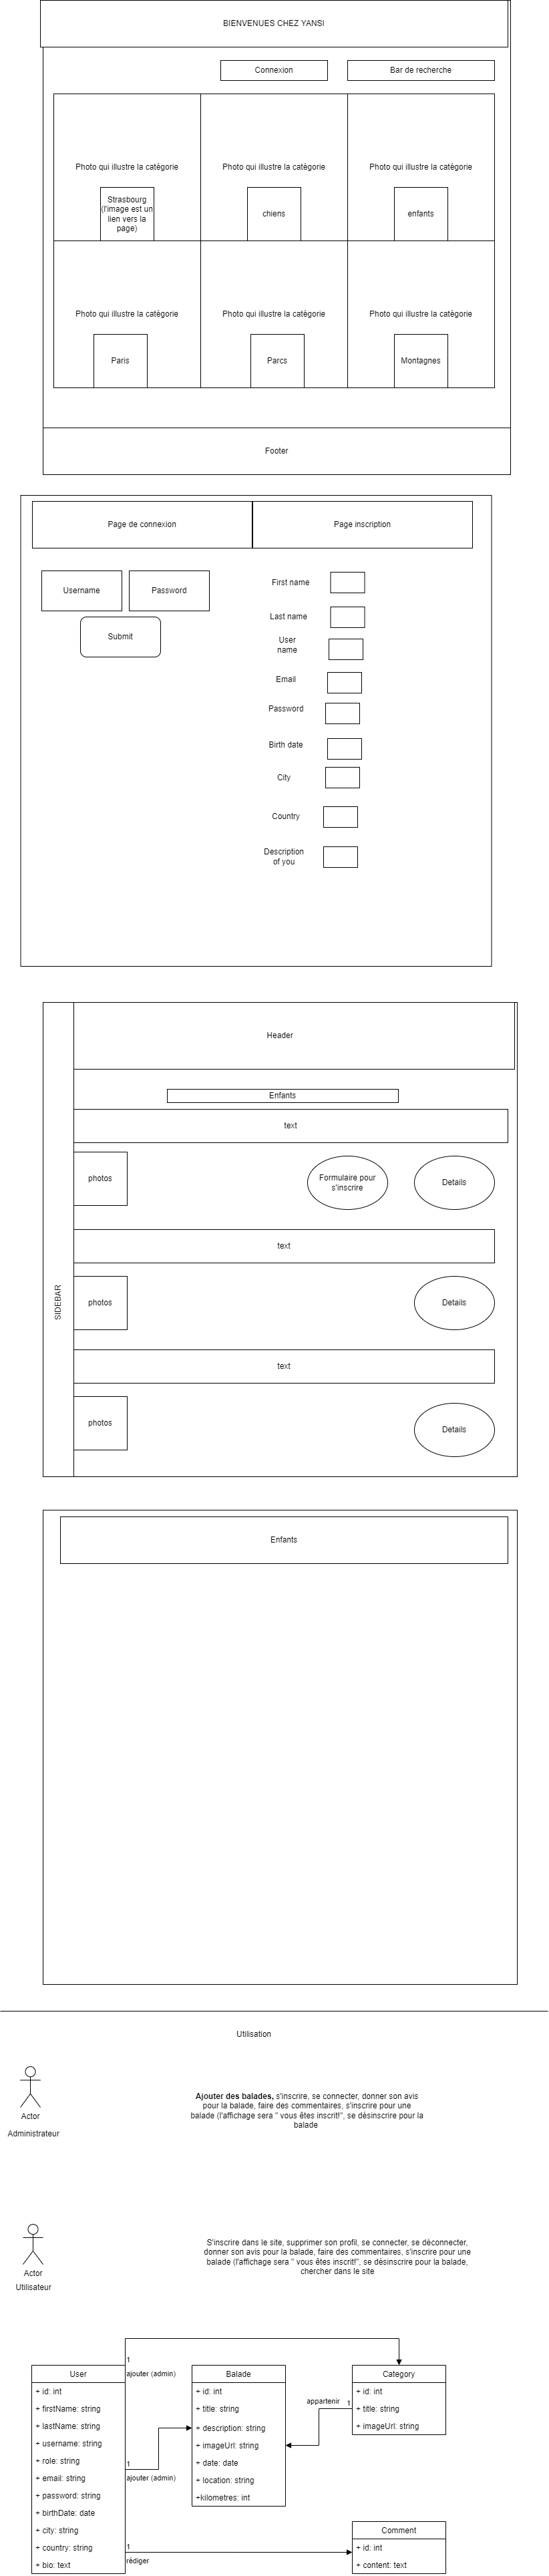 BIENVENUES CHEZ YANSI
Connexion
Bar de recherche
Photo qui illustre la catégorie
Photo qui illustre la catégorie
Photo qui illustre la catégorie
Strasbourg
(l'image est un
lien vers la
page)
chiens
enfants
Photo qui illustre la catégorie
Photo qui illustre la catégorie
Photo qui illustre la catégorie
Paris
Parcs
Montagnes
Footer
Page de connexion
Page inscription
Username
Password
Submit
First name
Last name
User
name
Email
Password
Birth date
City
Country
Description
of you
SIDEBAR
Header
Enfants
text
photos
Formulaire pour
s'inscrire
Details
text
photos
Details
text
photos
Details
Enfants
Utilisation
Actor
Administrateur
Ajouter des balades, s'inscrire, se connecter, donner son avis
pour la balade, faire des commentaires, s'inscrire pour une
balade (l'affichage sera " vous êtes inscrit!", se désinscrire pour la
balade
Actor
Utilisateur
S'inscrire dans le site, supprimer son profil, se connecter, se déconnecter,
donner son avis pour la balade, faire des commentaires, s'inscrire pour une
balade (l'affichage sera " vous êtes inscrit!", se désinscrire pour la balade,
chercher dans le site
User
+ id: int
+ firstName: string
+ lastName: string
+ username: string
+ role: string
+ email: string
+ password: string
+ birthDate: date
+ city: string
+ country: string
+ bio: text
1
ajouter (admin)
1
ajouter (admin)
1
rédiger
Balade
+ id: int
+ title: string
+ description: string
+ imageUrl: string
+ date: date
+ location: string
+kilometres: int
appartenir
1
Category
+ id: int
+ title: string
+ imageUrl: string
Comment
+ id: int
+ content: text